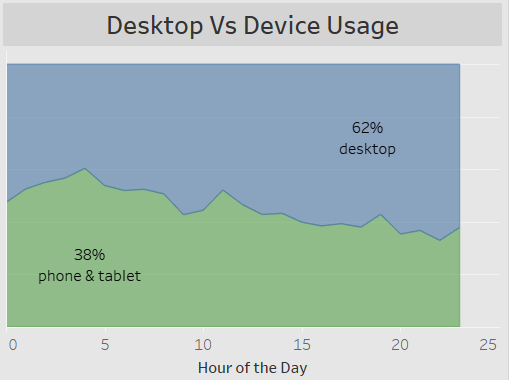 Desktop Vs Device Usage
62%
desktop
38%
phone & tablet
0 5 10 15 20 25
Hour of the Day